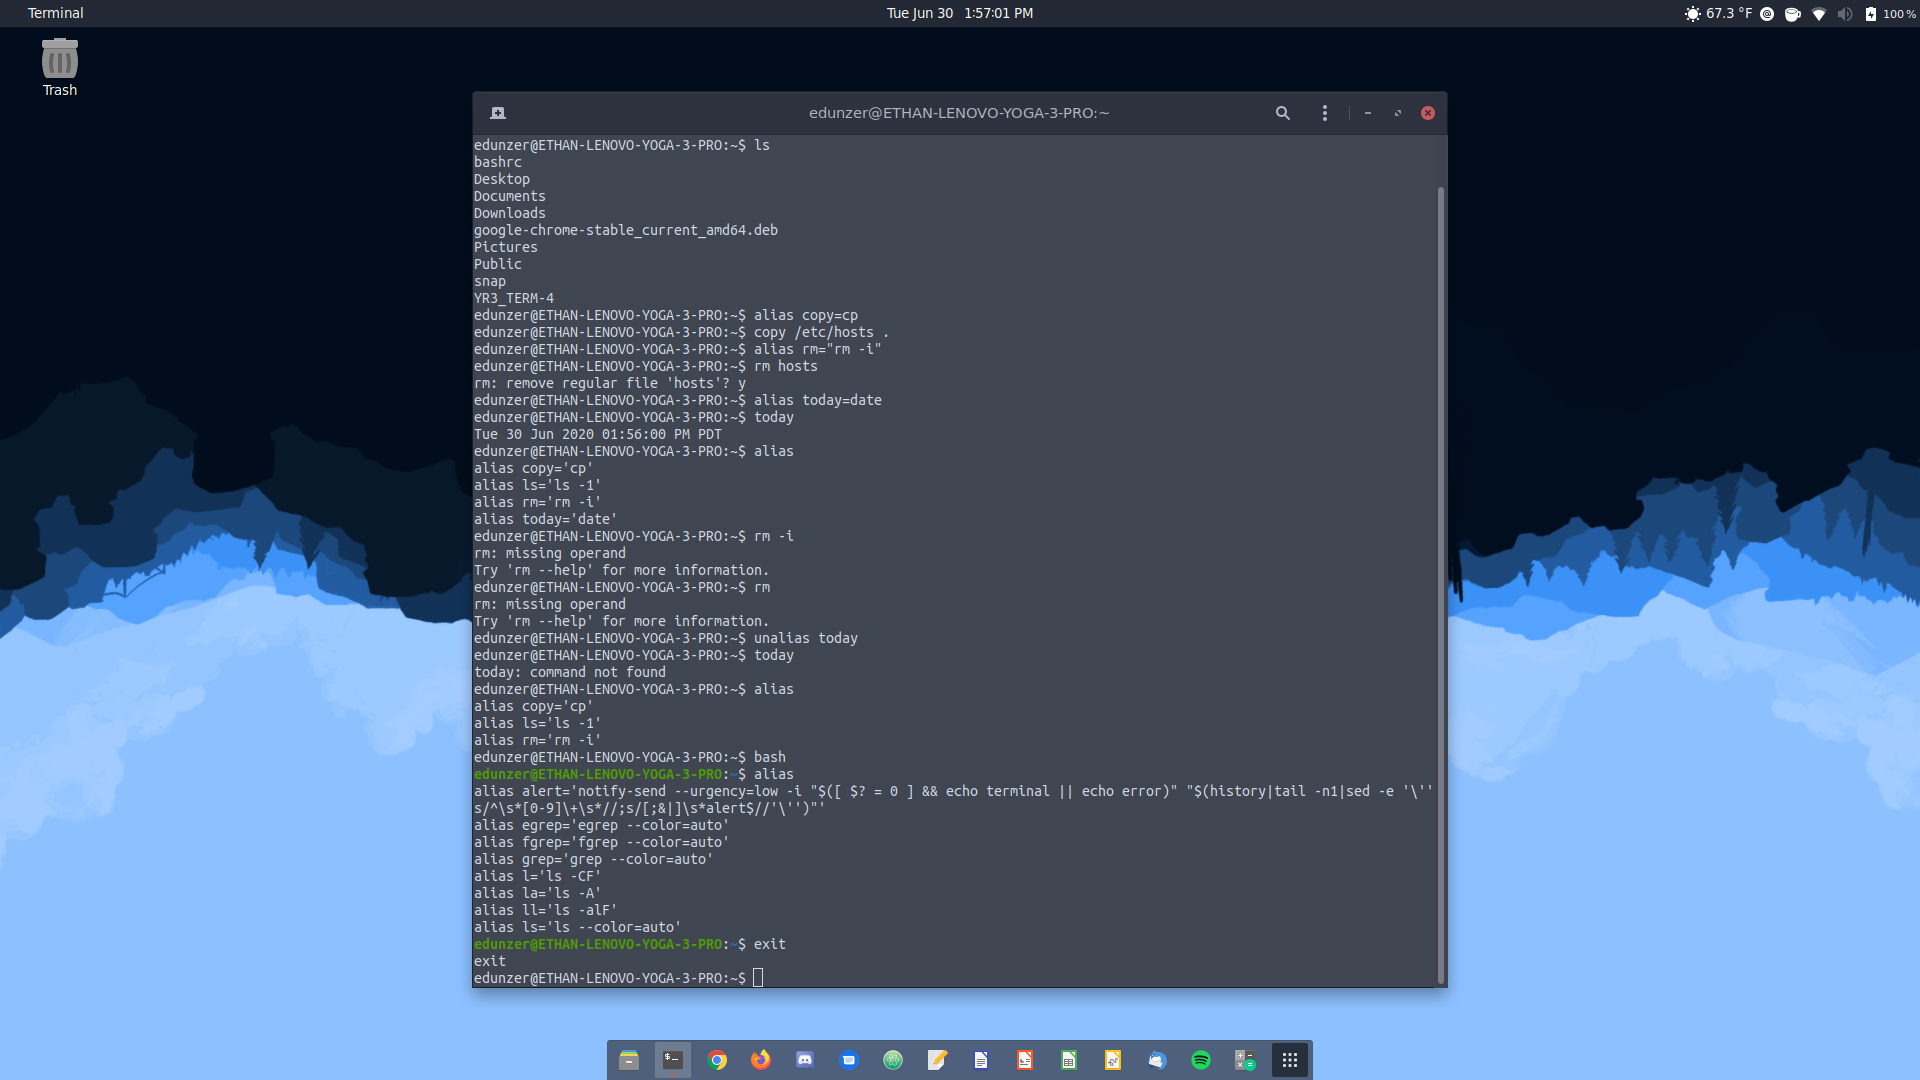 Terminal
Tue Jun 30 1:57:01 PM
67.3 °F
100 %
Trash
edunzer@ETHAN-LENOVO-YOGA-3-PRO:~
edunzer@ETHAN-LENOVO-YOGA-3-PRO:~$ ls
bashrc
Desktop
Documents
Downloads
google-chrome-stable_current_amd64.deb
Pictures
Public
snap
YR3_TERM-4
edunzer@ETHAN-LENOVO-YOGA-3-PRO:~$ alias copy=cp
edunzer@ETHAN-LENOVO-YOGA-3-PRO:~$ copy /etc/hosts .
edunzer@ETHAN-LENOVO-YOGA-3-PRO:~$ alias rm="rm -i"
edunzer@ETHAN-LENOVO-YOGA-3-PRO:~$ rm hosts
rm: remove regular file 'hosts'? y
edunzer@ETHAN-LENOVO-YOGA-3-PRO:~$ alias today=date
edunzer@ETHAN-LENOVO-YOGA-3-PRO:~$ today
Tue 30 Jun 2020 01:56:00 PM PDT
edunzer@ETHAN-LENOVO-YOGA-3-PRO:~$ alias
alias copy='cp'
alias ls='ls -1'
alias rm='rm -i'
alias today='date'
edunzer@ETHAN-LENOVO-YOGA-3-PRO:~$ rm -i
rm: missing operand
Try 'rm --help' for more information.
edunzer@ETHAN-LENOVO-YOGA-3-PRO:~$ rm
rm: missing operand
Try 'rm --help' for more information.
edunzer@ETHAN-LENOVO-YOGA-3-PRO:~$ unalias today
edunzer@ETHAN-LENOVO-YOGA-3-PRO:~$ today
today: command not found
edunzer@ETHAN-LENOVO-YOGA-3-PRO:~$ alias
alias copy='cp'
alias ls='ls -1'
alias rm='rm -i'
edunzer@ETHAN-LENOVO-YOGA-3-PRO:~$ bash
edunzer@ETHAN-LENOVO-YOGA-3-PRO:~$ alias
alias alert='notify-send --urgency=low -i "$([ $? = 0 ] && echo terminal || echo error)" "$(history|tail -n1|sed -e '\''
s/^\s*[0-9]\+\s*//;s/[;&|]\s*alert$//'\'')"'
alias egrep='egrep --color=auto'
alias fgrep='fgrep --color=auto'
alias grep='grep --color=auto'
alias l='ls -CF'
alias la='ls -A'
alias ll='ls -alF'
alias ls='ls --color=auto'
edunzer@ETHAN-LENOVO-YOGA-3-PRO:~$ exit
exit
edunzer@ETHAN-LENOVO-YOGA-3-PRO:~$